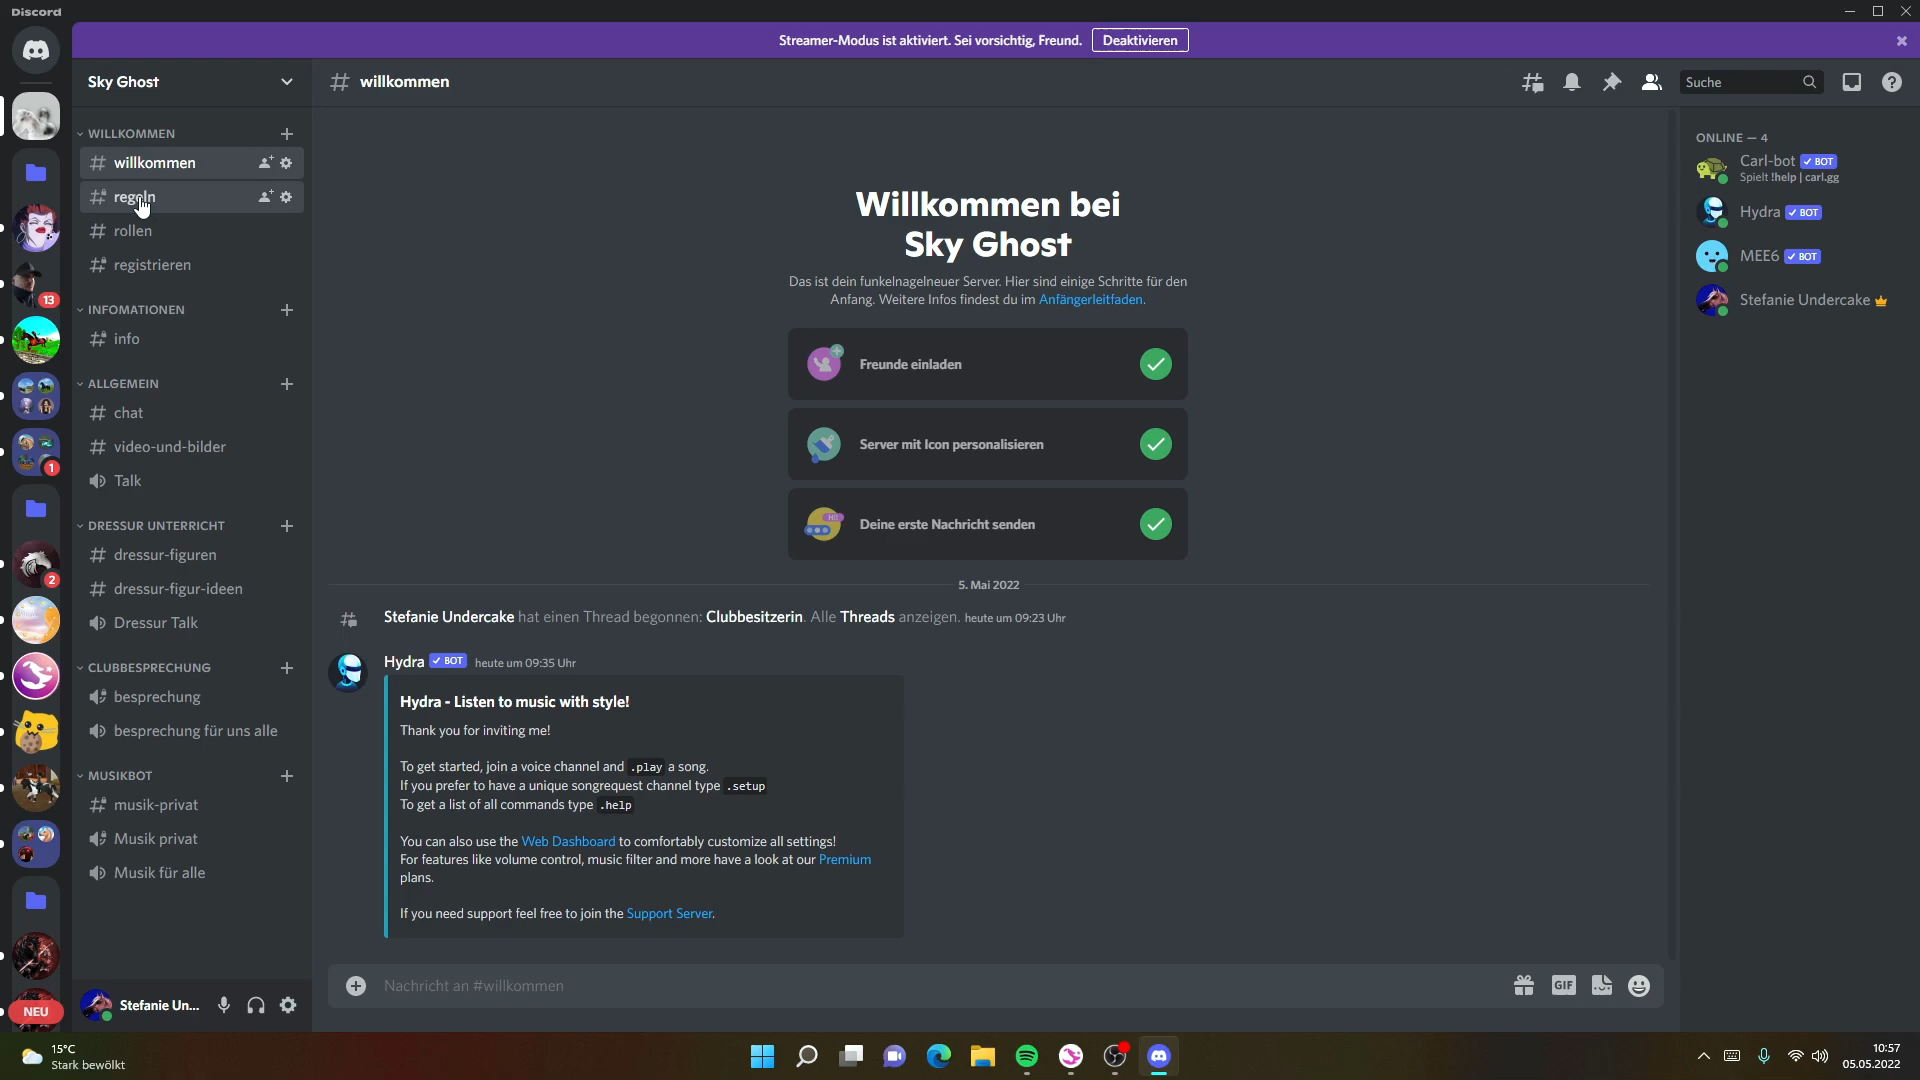 Discord
Streamer-Modus ist aktiviert. Sei vorsichtig, Freund.
Deaktivieren
Sky Ghost
willkommen
Suche
WILLKOMMEN
willkommen
regeln
rollen
registrieren
INFOMATIONEN
info
ALLGEMEIN
chat
video-und-bilder
Talk
DRESSUR UNTERRICHT
dressur-figuren
dressur-figur-ideen
Dressur Talk
CLUBBESPRECHUNG
besprechung
besprechung für uns alle
MUSIKBOT
musik-privat
Musik privat
Musik für alle
13
1
2
NEU
Stefanie Un...
Willkommen bei
Sky Ghost
Das ist dein funkelnagelneuer Server. Hier sind einige Schritte für den
Anfang. Weitere Infos findest du im Anfängerleitfaden.
Freunde einladen
Server mit Icon personalisieren
Deine erste Nachricht senden
5. Mai 2022
Stefanie Undercake hat einen Thread begonnen: Clubbesitzerin. Alle Threads anzeigen. heute um 09:23 Uhr
Hydra BOT heute um 09:35 Uhr
Hydra - Listen to music with style!
Thank you for inviting me!
To get started, join a voice channel and .play a song.
If you prefer to have a unique songrequest channel type .setup
To get a list of all commands type .help
You can also use the Web Dashboard to comfortably customize all settings!
For features like volume control, music filter and more have a look at our Premium
plans.
If you need support feel free to join the Support Server.
Nachricht an #willkommen
GIF
ONLINE — 4
Carl-bot BOT
Spielt !help | carl.gg
Hydra BOT
MEE6 BOT
Stefanie Undercake
15°C
Stark bewölkt
10:57
05.05.2022